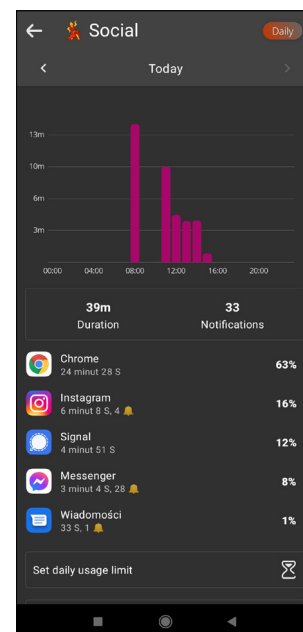 Social
Daily
Today
13m
10m
6m
3m
00:00 04:00 08:00 12:00 16:00 20:00
39m
Duration
33
Notifications
Chrome
24 minut 28 S
63%
Instagram
6 minut 8 S, 4
16%
Signal
4 minut 51 S
12%
Messenger
3 minut 4 S, 28
8%
Wiadomości
33 S, 1
1%
Set daily usage limit